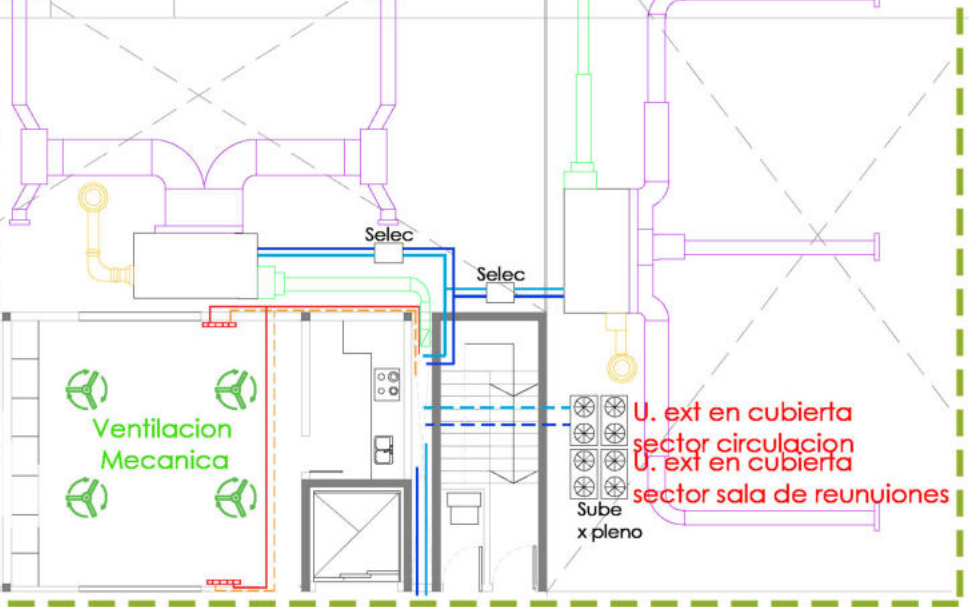 Selec
Selec
Ventilacion
Mecanica
U. ext en cubierta
sector circulacion
U. ext en cubierta
sector sala de reunuiones
Sube
x pleno